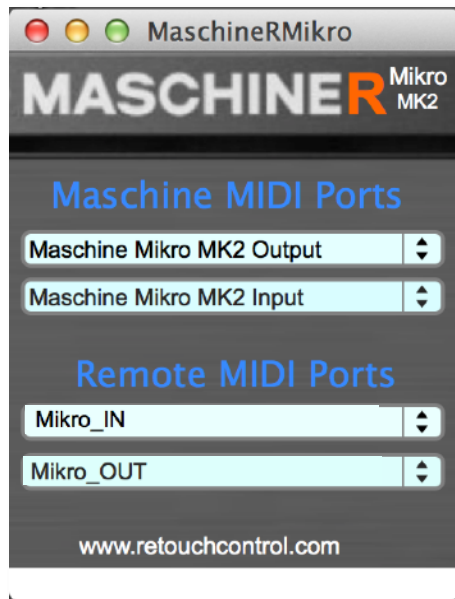 MaschineRMikro
MASCHINER Mikro
MK2
Maschine MIDI Ports
Maschine Mikro MK2 Output
Maschine Mikro MK2 Input
Remote MIDI Ports
Mikro_IN
Mikro_OUT
www.retouchcontrol.com